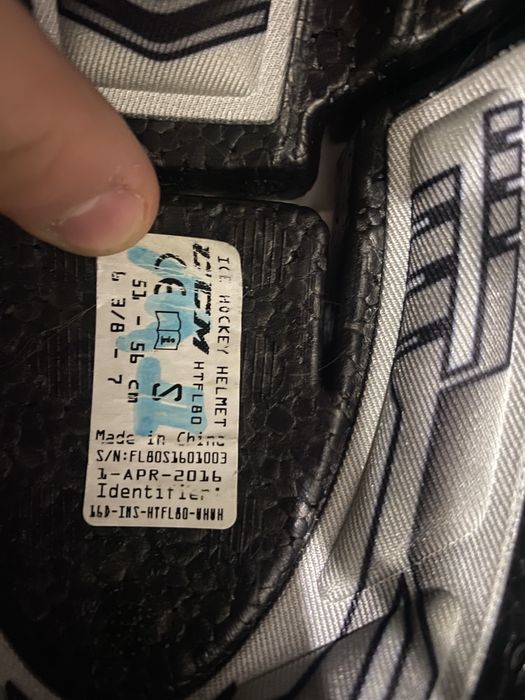 ICE HOCKEY HELMET
CCM HTFL80
CE i S
51 - 56 cm
6 3/8 - 7
Made in China
S/N:FL80S1601003
1-APR-2016
Identifier: